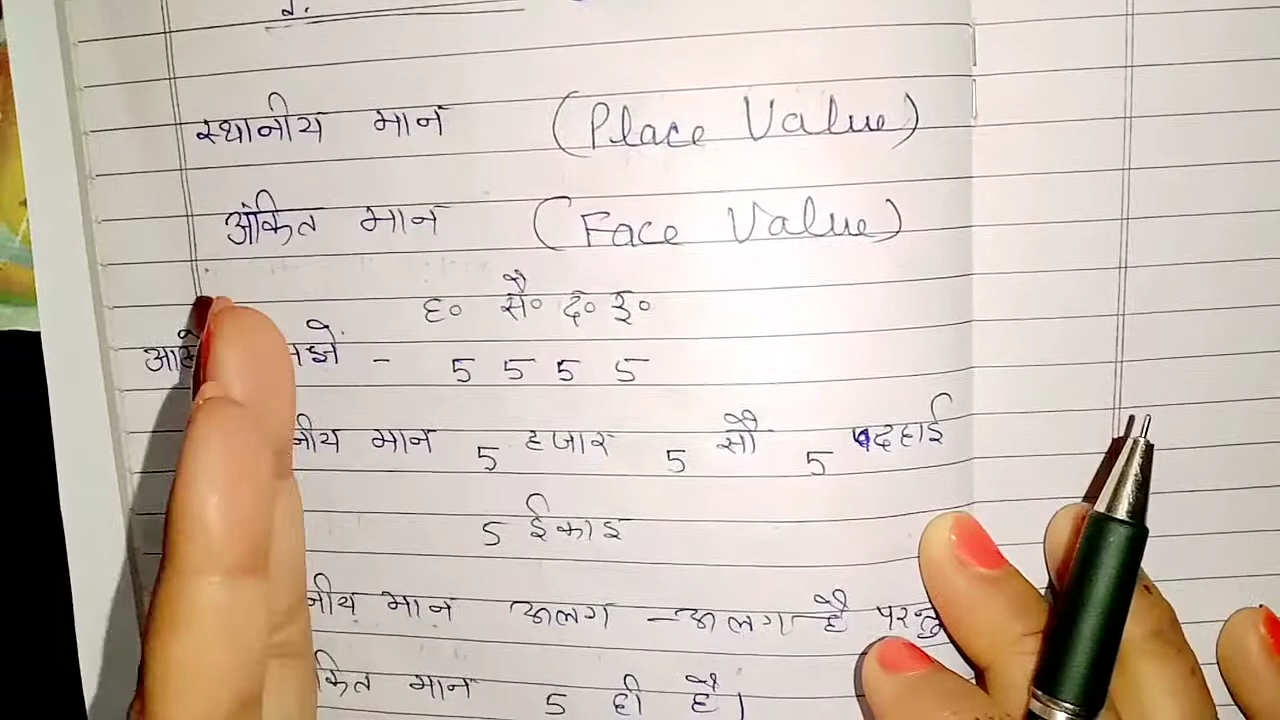 स्थानीय मान (Place Value)
अंकित मान (Face Value)
ह० सै० द० इ०
- 5 5 5 5
मान 5 हजार 5 सौ 5 दहाई
5 ईकाइ
मान अलग -अलग है परन्तु
मान 5 ही है।